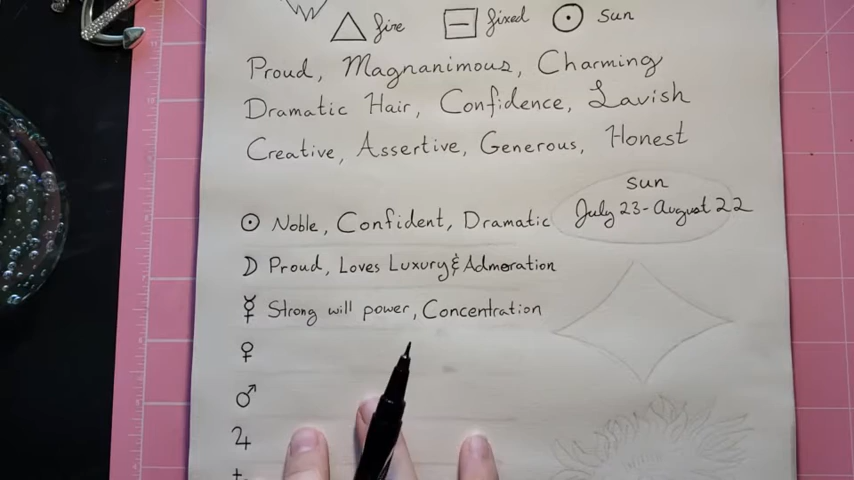 fire fixed Sun
Proud, Magnanimous, Charming
Dramatic Hair, Confidence, Lavish
Creative, Assertive, Generous, Honest
Sun
July 23 - August 22
☉ Noble, Confident, Dramatic
☽ Proud, Loves Luxury & Admoration
☿ Strong will power, Concentration
♀
♂
♃